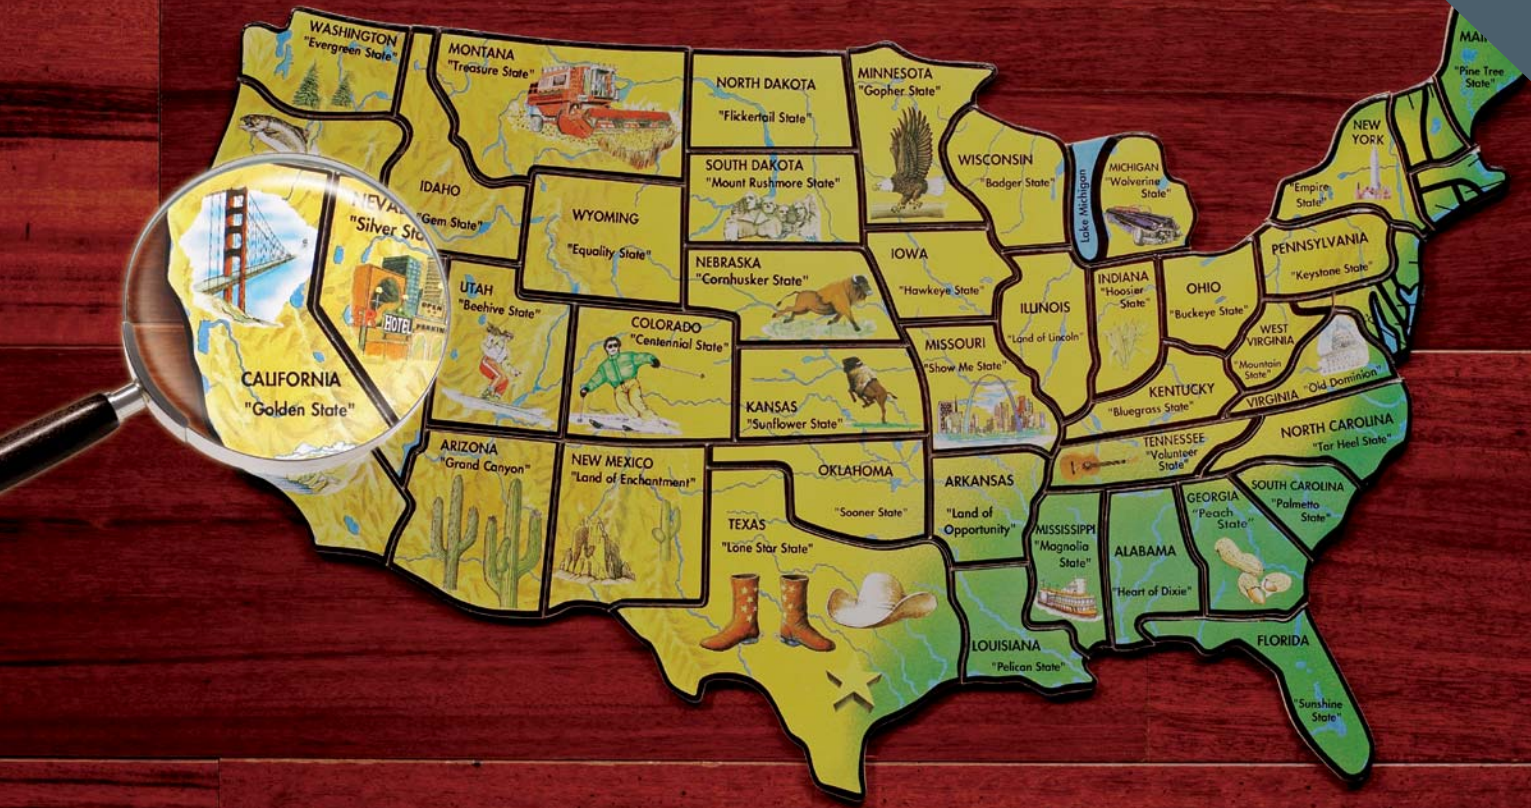 WASHINGTON
"Evergreen State"
MONTANA
"Treasure State"
NORTH DAKOTA
"Flickertail State"
MINNESOTA
"Gopher State"
"Pine Tree
State"
NEW
YORK
"Empire
State"
IDAHO
"Gem State"
WYOMING
"Equality State"
SOUTH DAKOTA
"Mount Rushmore State"
WISCONSIN
"Badger State"
Lake Michigan
MICHIGAN
"Wolverine
State"
PENNSYLVANIA
"Keystone State"
"Silver
HOTEL
CALIFORNIA
"Golden State"
UTAH
"Beehive State"
COLORADO
"Centennial State"
NEBRASKA
"Cornhusker State"
IOWA
"Hawkeye State"
ILLINOIS
"Land of Lincoln"
INDIANA
"Hoosier
State"
OHIO
"Buckeye State"
WEST
VIRGINIA
"Mountain
State"
VIRGINIA "Old Dominion"
KANSAS
"Sunflower State"
MISSOURI
"Show Me State"
KENTUCKY
"Bluegrass State"
ARIZONA
"Grand Canyon"
NEW MEXICO
"Land of Enchantment"
OKLAHOMA
"Sooner State"
ARKANSAS
"Land of
Opportunity"
TENNESSEE
"Volunteer
State"
NORTH CAROLINA
"Tar Heel State"
SOUTH CAROLINA
"Palmetto
State"
TEXAS
"Lone Star State"
LOUISIANA
"Pelican State"
MISSISSIPPI
"Magnolia
State"
ALABAMA
"Heart of Dixie"
GEORGIA
"Peach
State"
FLORIDA
"Sunshine
State"